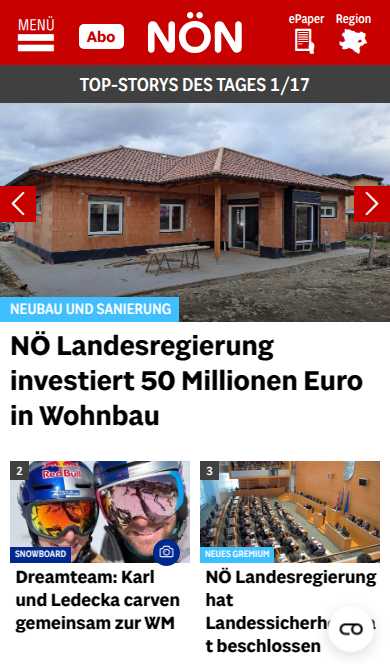 MENÜ
Abo
NÖN
ePaper
Region
TOP-STORYS DES TAGES 1/17
NEUBAU UND SANIERUNG
NÖ Landesregierung
investiert 50 Millionen Euro
in Wohnbau
2
Red Bull
SNOWBOARD
Dreamteam: Karl
und Ledecka carven
gemeinsam zur WM
3
NEUES GREMIUM
NÖ Landesregierung
hat
t beschlossen